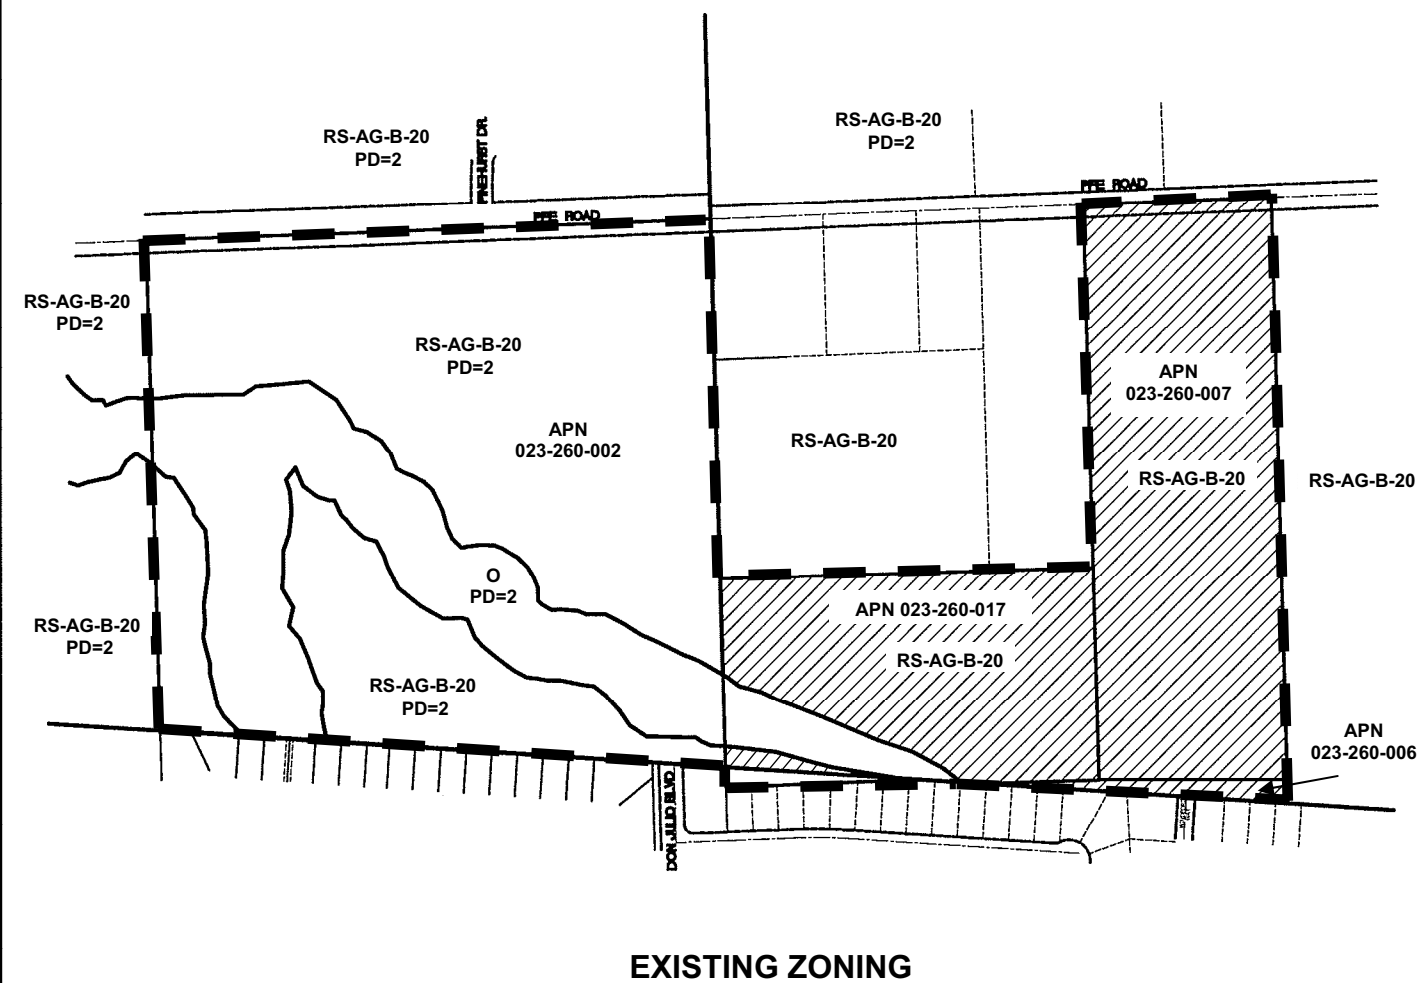 RS-AG-B-20
PD=2
PINEHURST DR.
RS-AG-B-20
PD=2
PFE ROAD
PFE ROAD
RS-AG-B-20
PD=2
RS-AG-B-20
PD=2
APN
023-260-002
RS-AG-B-20
APN
023-260-007
RS-AG-B-20
RS-AG-B-20
O
PD=2
APN 023-260-017
RS-AG-B-20
RS-AG-B-20
PD=2
RS-AG-B-20
PD=2
APN
023-260-006
DON JULIO BLVD
EXISTING ZONING